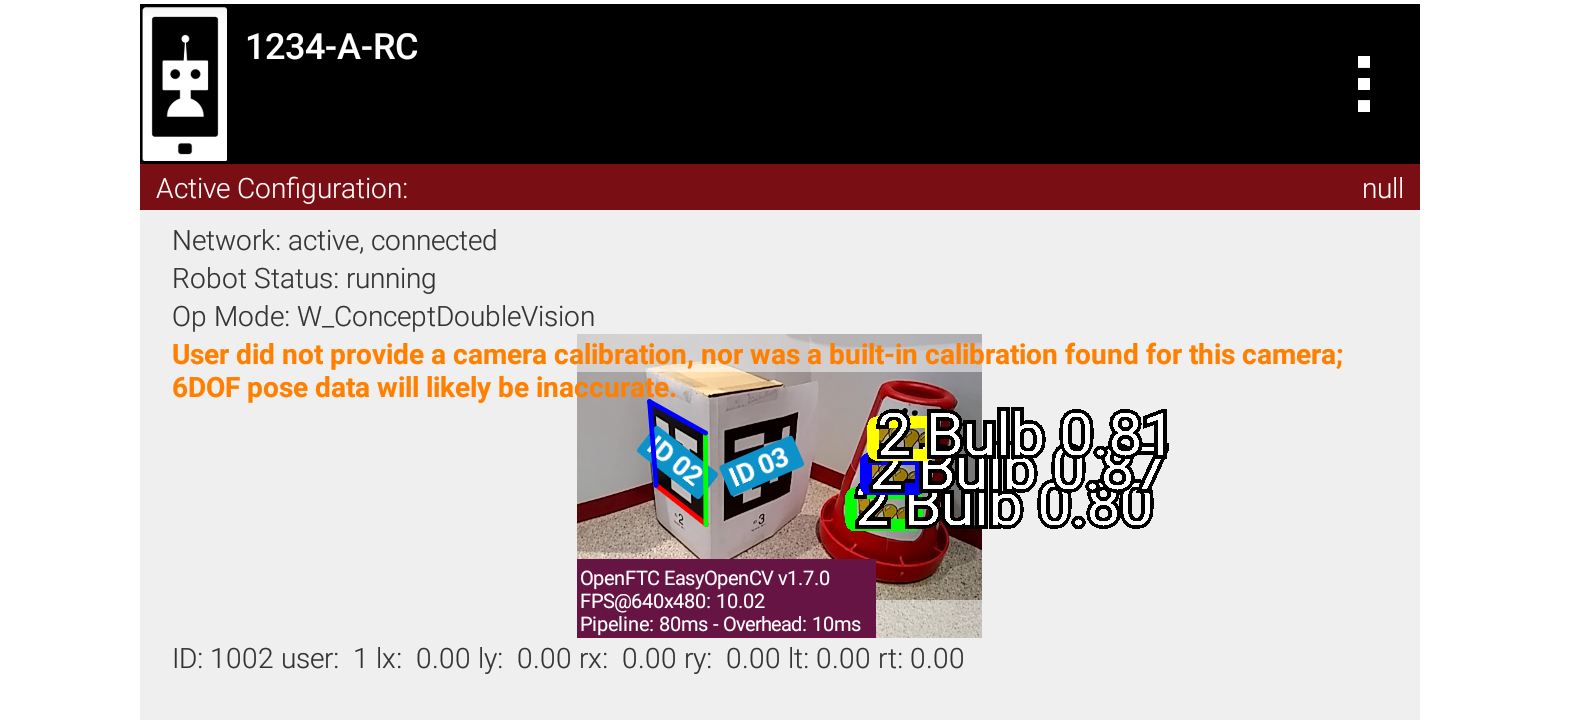 1234-A-RC
Active Configuration: null
Network: active, connected
Robot Status: running
Op Mode: W_ConceptDoubleVision
User did not provide a camera calibration, nor was a built-in calibration found for this camera;
6DOF pose data will likely be inaccurate.
2 Bulb 0.81
2 Bulb 0.87
2 Bulb 0.80
ID 02
ID 03
2
3
OpenFTC EasyOpenCV v1.7.0
FPS@640x480: 10.02
Pipeline: 80ms - Overhead: 10ms
ID: 1002 user: 1 lx: 0.00 ly: 0.00 rx: 0.00 ry: 0.00 lt: 0.00 rt: 0.00